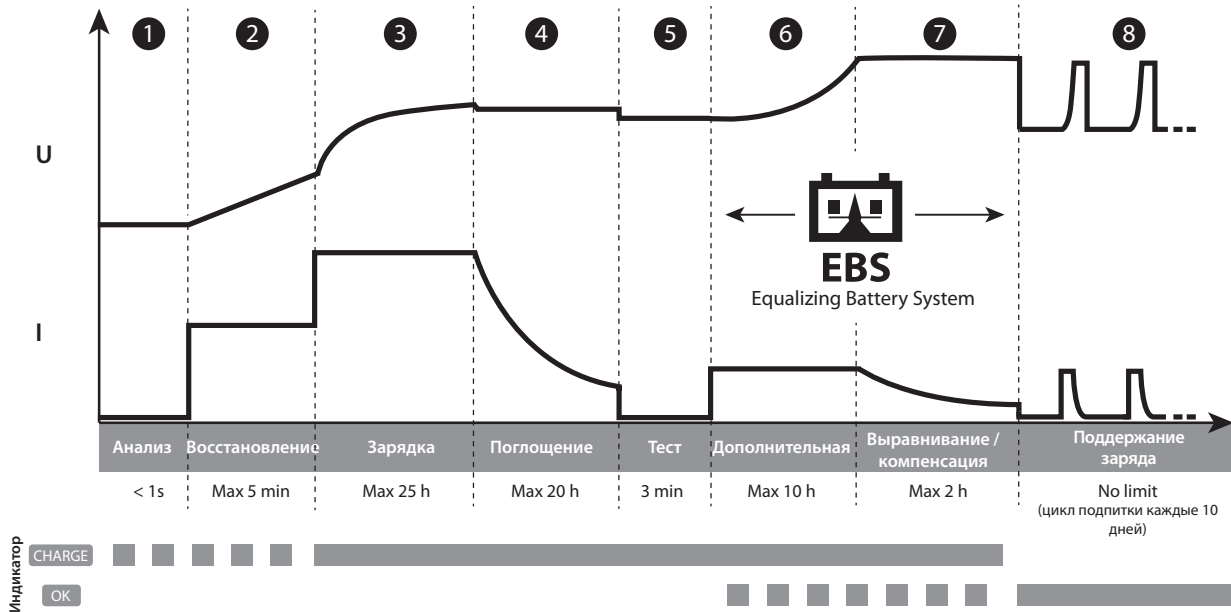 1 2 3 4 5 6 7 8
U
EBS
Equalizing Battery System
I
Анализ Восстановление Зарядка Поглощение Тест Дополнительная Выравнивание / Поддержание
компенсация заряда
< 1s Max 5 min Max 25 h Max 20 h 3 min Max 10 h Max 2 h No limit
(цикл подпитки каждые 10
дней)
Индикатор
CHARGE
OK